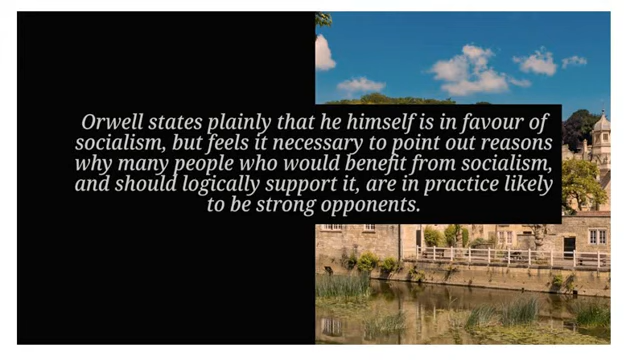 Orwell states plainly that he himself is in favour of
socialism, but feels it necessary to point out reasons
why many people who would benefit from socialism,
and should logically support it, are in practice likely
to be strong opponents.